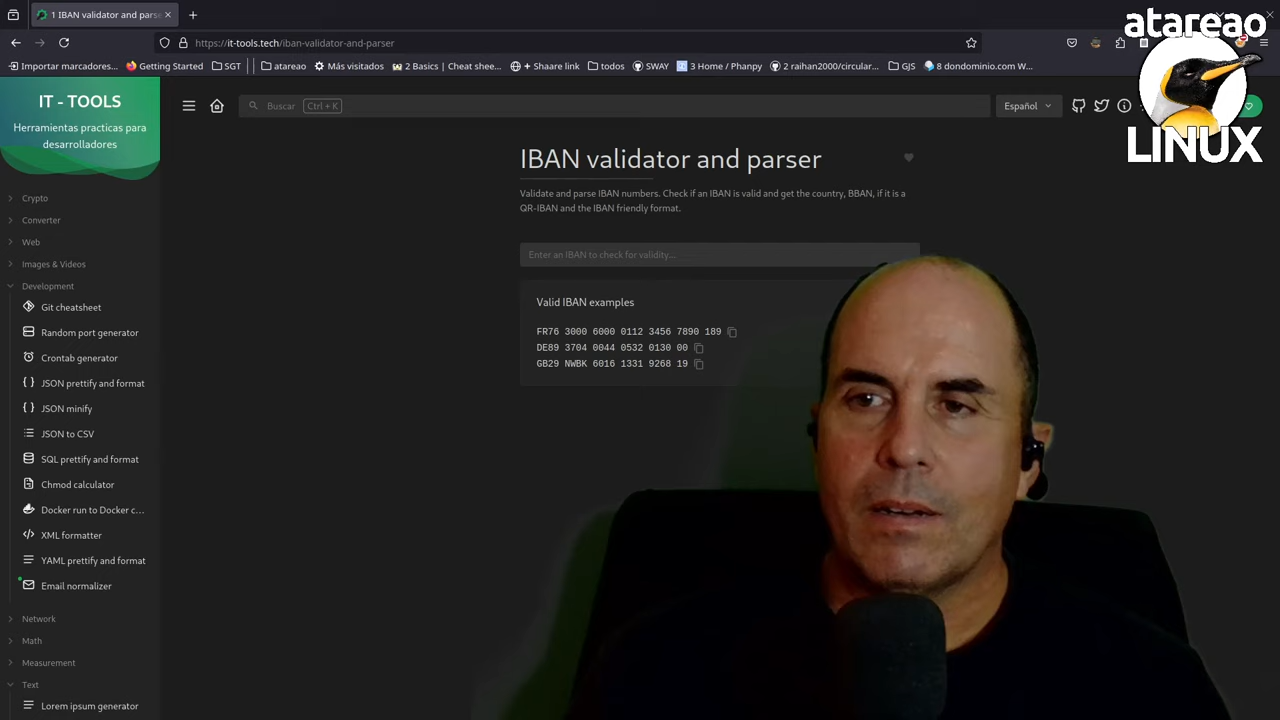 1 IBAN validator and parse
https://it-tools.tech/iban-validator-and-parser
Importar marcadores...
Getting Started
SGT
atareao
Más visitados
2 Basics | Cheat shee...
+ Shaare link
todos
SWAY
3 Home / Phanpy
2 raihan2000/circular...
GJS
8 dondominio.com W...
atareao
LINUX
IT - TOOLS
Herramientas practicas para
desarrolladores
Buscar
Ctrl + K
Español
Crypto
Converter
Web
Images & Videos
Development
Git cheatsheet
Random port generator
Crontab generator
JSON prettify and format
JSON minify
JSON to CSV
SQL prettify and format
Chmod calculator
Docker run to Docker c...
XML formatter
YAML prettify and format
Email normalizer
Network
Math
Measurement
Text
Lorem ipsum generator
IBAN validator and parser
Validate and parse IBAN numbers. Check if an IBAN is valid and get the country, BBAN, if it is a
QR-IBAN and the IBAN friendly format.
Enter an IBAN to check for validity...
Valid IBAN examples
FR76 3000 6000 0112 3456 7890 189
DE89 3704 0044 0532 0130 00
GB29 NWBK 6016 1331 9268 19